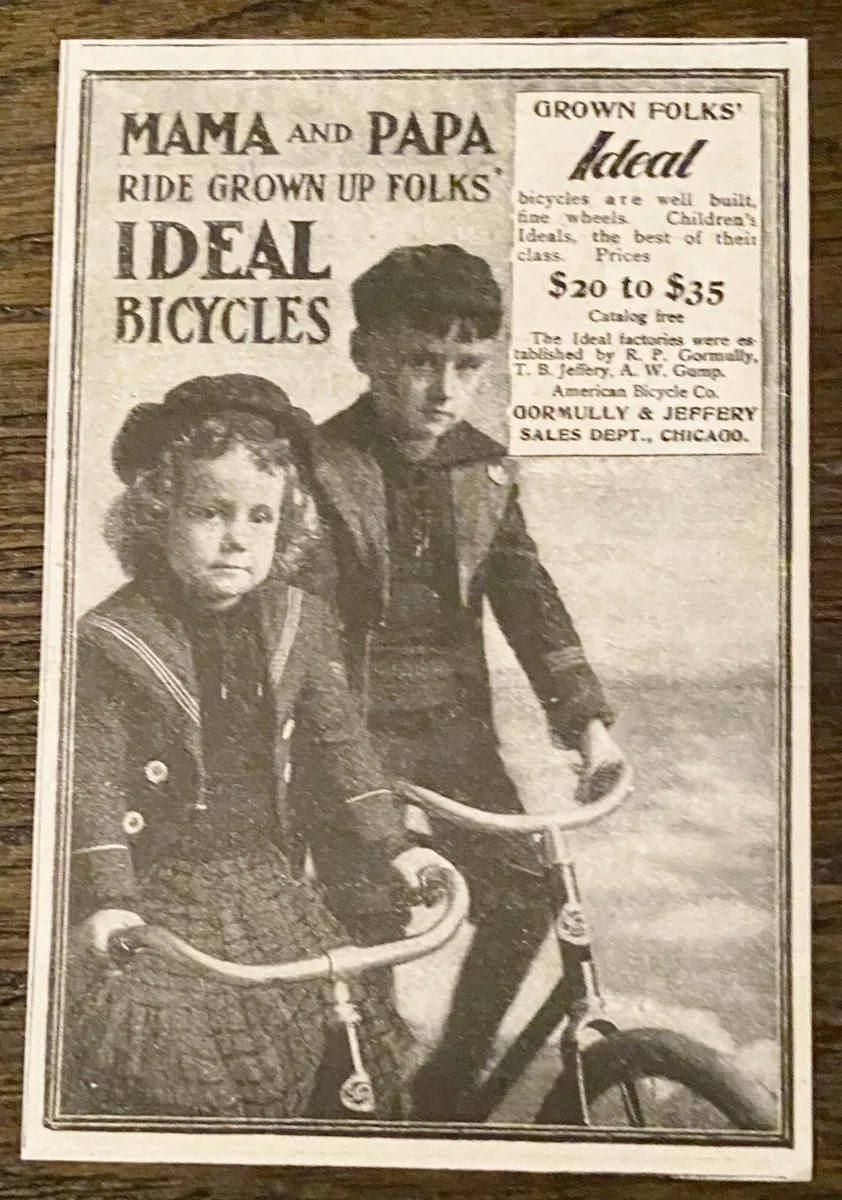 MAMA AND PAPA
RIDE GROWN UP FOLKS'
IDEAL
BICYCLES
GROWN FOLKS'
Ideal
bicycles are well built,
fine wheels. Children's
Ideals, the best of their
class. Prices
$20 to $35
Catalog free
The Ideal factories were es-
tablished by R. P. Gormully,
T. B. Jeffery, A. W. Gump.
American Bicycle Co.
GORMULLY & JEFFERY
SALES DEPT., CHICAGO.